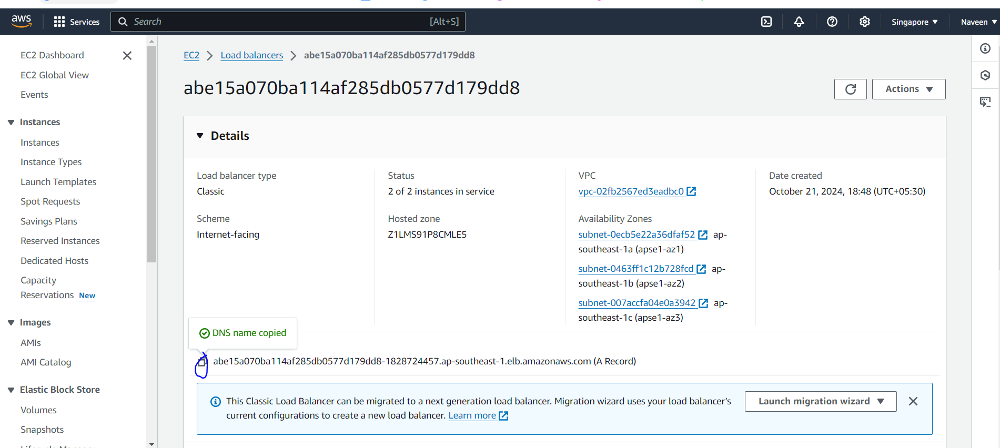 aws
Services
Search
[Alt+S]
Singapore
Naveen
EC2 Dashboard
EC2 Global View
Events
Instances
Instances
Instance Types
Launch Templates
Spot Requests
Savings Plans
Reserved Instances
Dedicated Hosts
Capacity
Reservations New
Images
AMIs
AMI Catalog
Elastic Block Store
Volumes
Snapshots
EC2
Load balancers
abe15a070ba114af285db0577d179dd8
abe15a070ba114af285db0577d179dd8
Actions
Details
Load balancer type
Classic
Scheme
Internet-facing
Status
2 of 2 instances in service
Hosted zone
Z1LMS91P8CMLE5
VPC
vpc-02fb2567ed3eadbc0
Availability Zones
subnet-0ecb5e22a36dfaf52 ap-
southeast-1a (apse1-az1)
subnet-0463ff1c12b728fcd ap-
southeast-1b (apse1-az2)
subnet-007accfa04e0a3942 ap-
southeast-1c (apse1-az3)
Date created
October 21, 2024, 18:48 (UTC+05:30)
DNS name copied
abe15a070ba114af285db0577d179dd8-1828724457.ap-southeast-1.elb.amazonaws.com (A Record)
This Classic Load Balancer can be migrated to a next generation load balancer. Migration wizard uses your load balancer's
current configurations to create a new load balancer. Learn more
Launch migration wizard